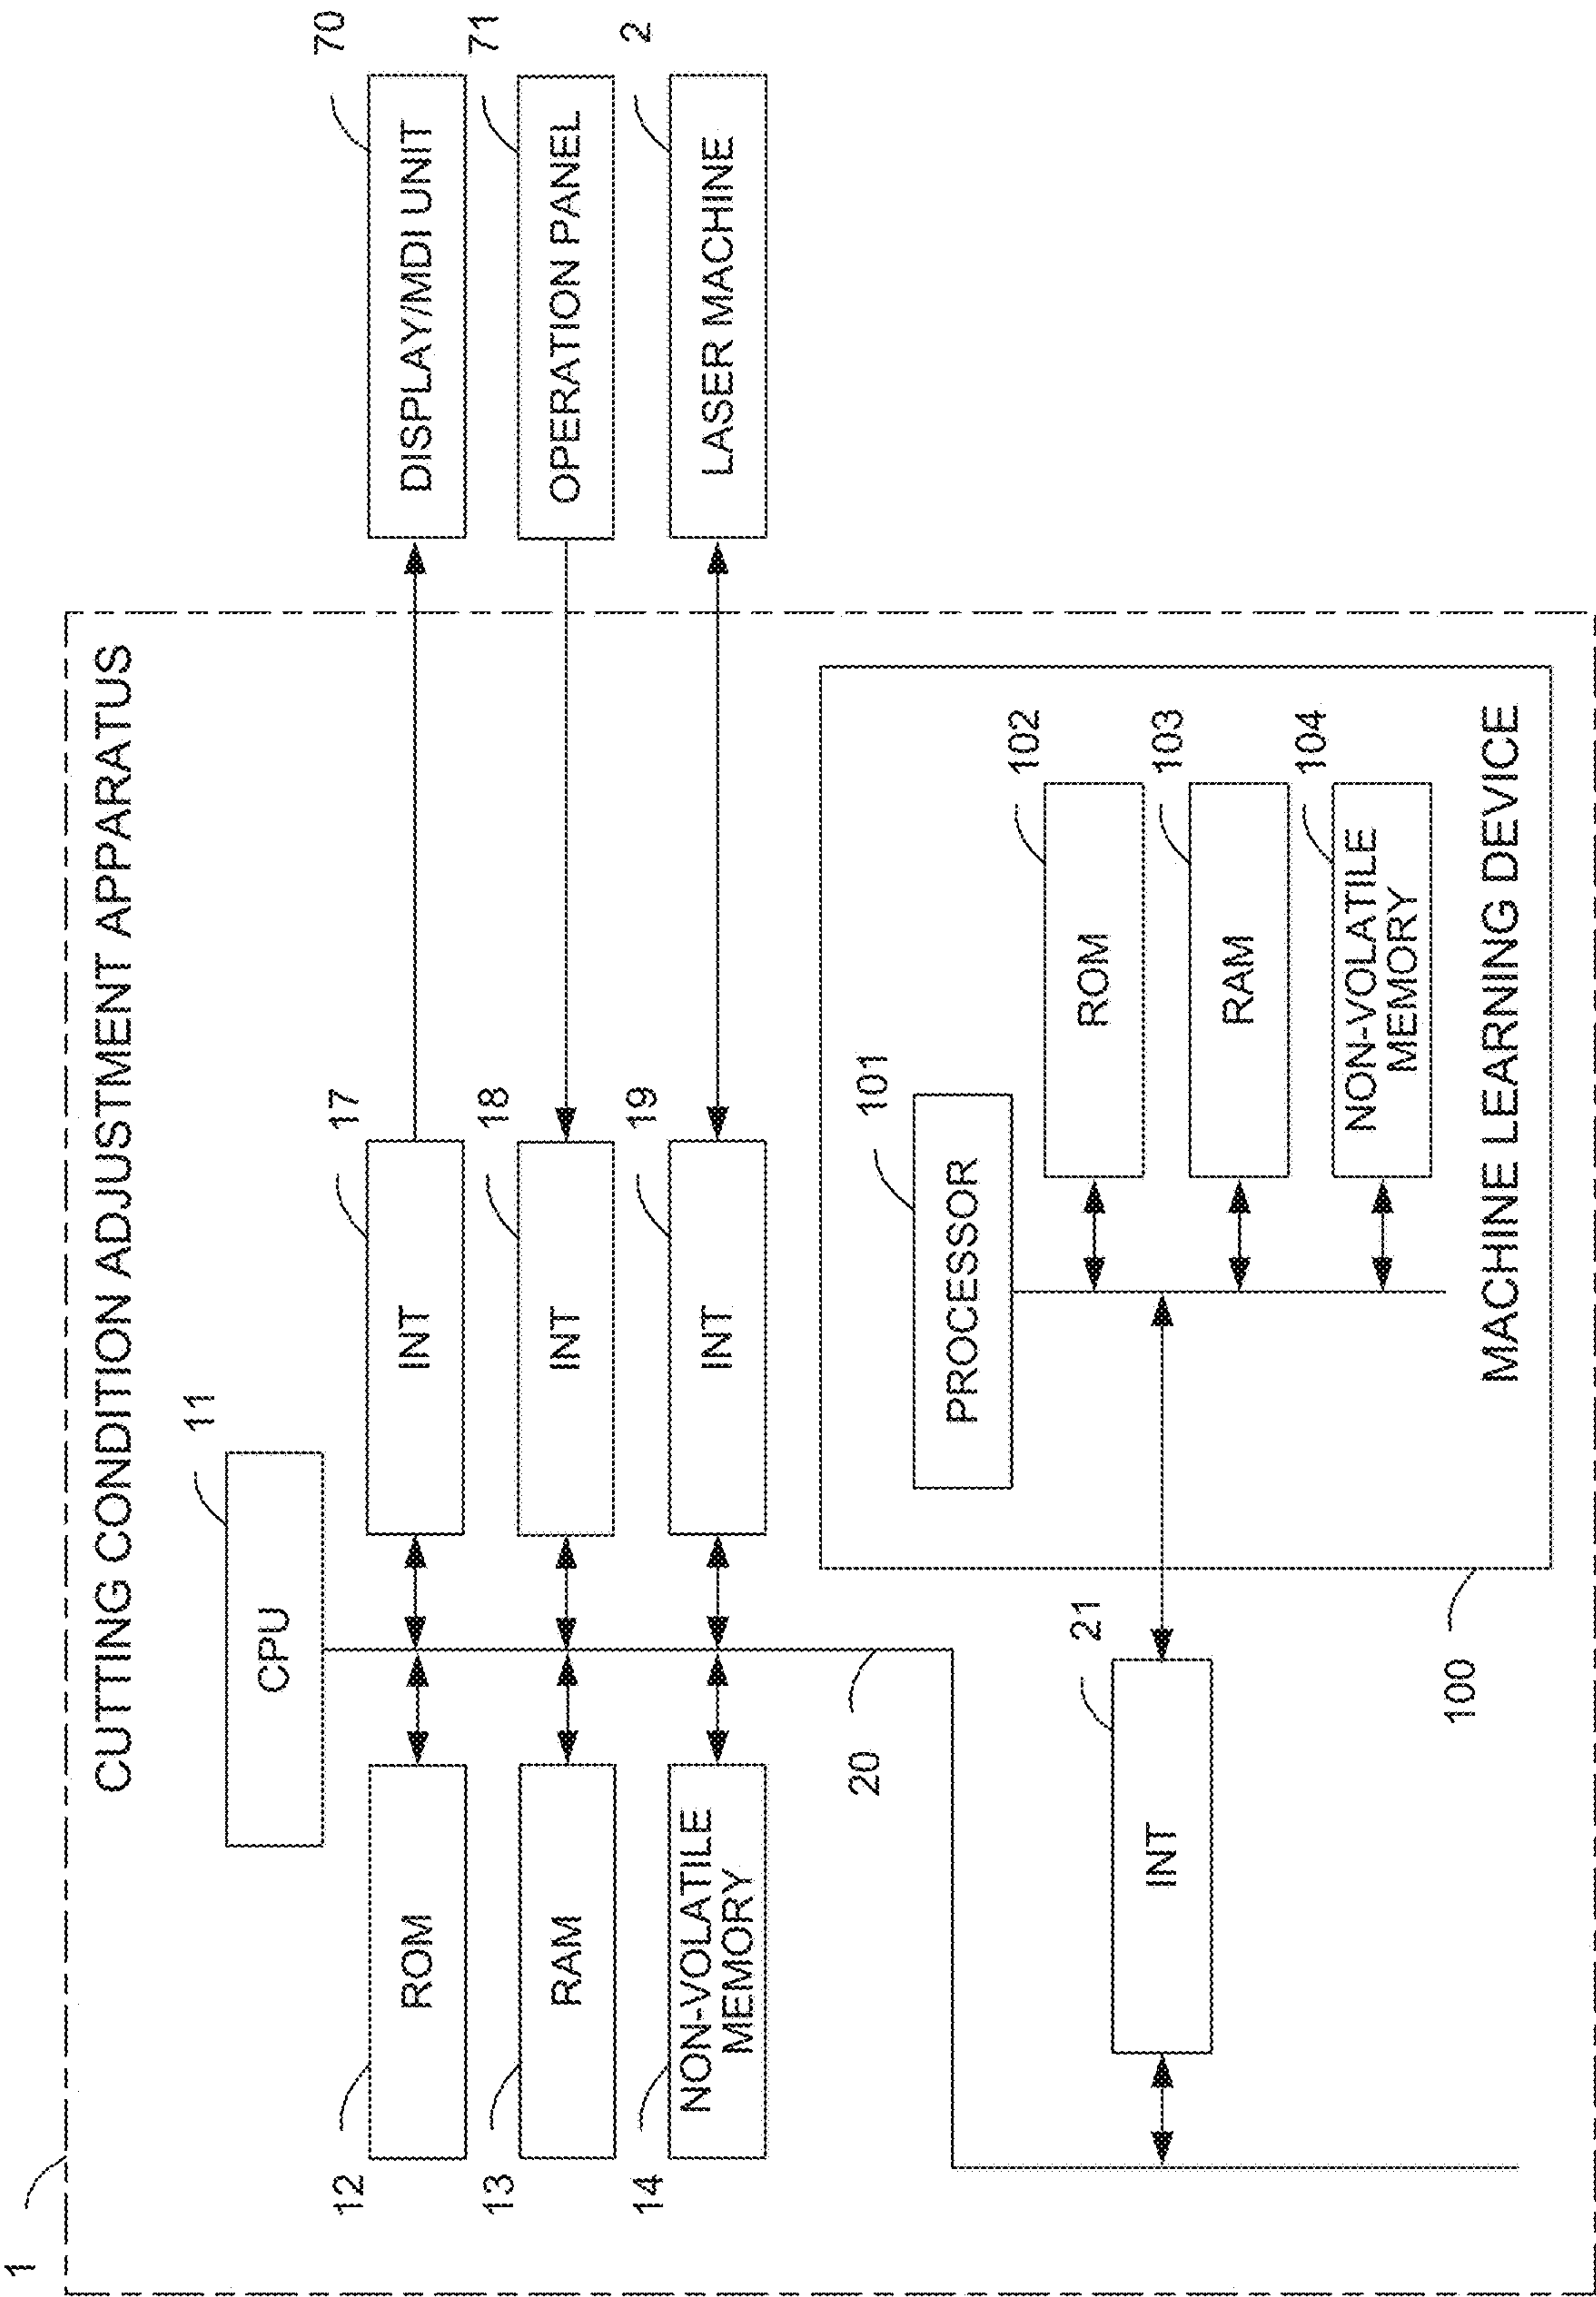 1
CUTTING CONDITION ADJUSTMENT APPARATUS
11
CPU
12
ROM
17
INT
70
DISPLAY/MDI UNIT
13
RAM
18
INT
71
OPERATION PANEL
14
NON-VOLATILE
MEMORY
19
INT
2
LASER MACHINE
20
101
PROCESSOR
21
INT
102
ROM
103
RAM
104
NON-VOLATILE
MEMORY
100
MACHINE LEARNING DEVICE